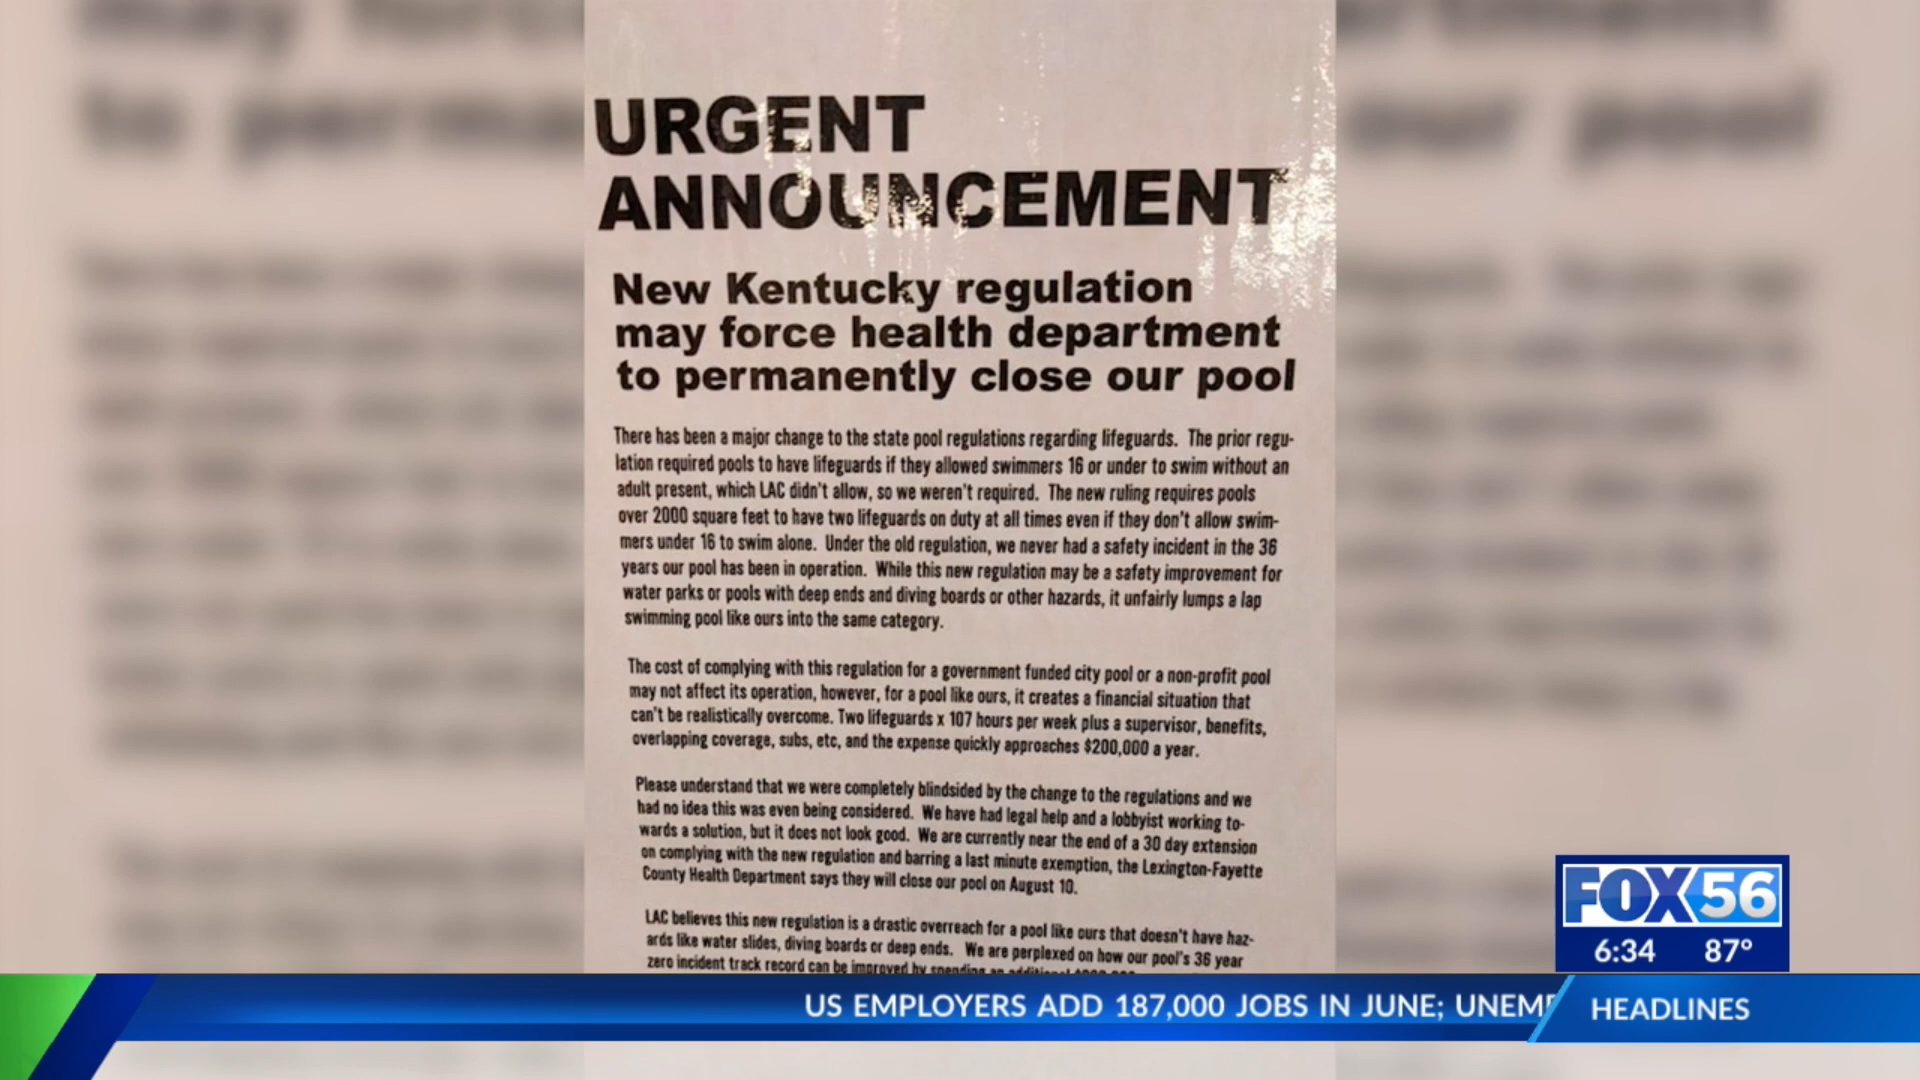 URGENT
ANNOUNCEMENT
New Kentucky regulation
may force health department
to permanently close our pool
There has been a major change to the state pool regulations regarding lifeguards. The prior regu-
lation required pools to have lifeguards if they allowed swimmers 16 or under to swim without an
adult present, which LAC didn't allow, so we weren't required. The new ruling requires pools
over 2000 square feet to have two lifeguards on duty at all times even if they don't allow swim-
mers under 16 to swim alone. Under the old regulation, we never had a safety incident in the 36
years our pool has been in operation. While this new regulation may be a safety improvement for
water parks or pools with deep ends and diving boards or other hazards, it unfairly lumps a lap
swimming pool like ours into the same category.
The cost of complying with this regulation for a government funded city pool or a non-profit pool
may not affect its operation, however, for a pool like ours, it creates a financial situation that
can't be realistically overcome. Two lifeguards x 107 hours per week plus a supervisor, benefits,
overlapping coverage, subs, etc, and the expense quickly approaches $200,000 a year.
Please understand that we were completely blindsided by the change to the regulations and we
had no idea this was even being considered. We have had legal help and a lobbyist working to-
wards a solution, but it does not look good. We are currently near the end of a 30 day extension
on complying with the new regulation and barring a last minute exemption, the Lexington-Fayette
County Health Department says they will close our pool on August 10.
LAC believes this new regulation is a drastic overreach for a pool like ours that doesn't have haz-
ards like water slides, diving boards or deep ends. We are perplexed on how our pool's 36 year
zero incident track record can be improved by spending an additional
FOX 56
6:34 87°
US EMPLOYERS ADD 187,000 JOBS IN JUNE; UNEM
HEADLINES